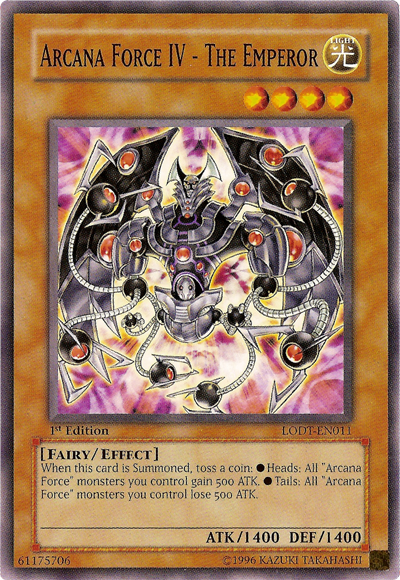 ARCANA FORCE IV - THE EMPEROR
LIGHT
光
1st Edition
LODT-EN011
[FAIRY/EFFECT]
When this card is Summoned, toss a coin: ●Heads: All "Arcana
Force" monsters you control gain 500 ATK. ●Tails: All "Arcana
Force" monsters you control lose 500 ATK.
ATK/1400 DEF/1400
61175706
©1996 KAZUKI TAKAHASHI